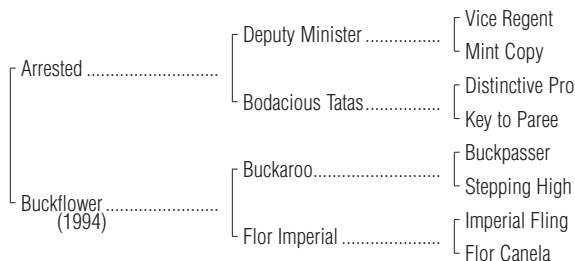 Vice Regent
Deputy Minister .................
Mint Copy
Arrested ............................
Distinctive Pro
Bodacious Tatas.................
Key to Paree
Buckpasser
Buckaroo...........................
Stepping High
Buckflower ........................
(1994)
Imperial Fling
Flor Imperial .....................
Flor Canela